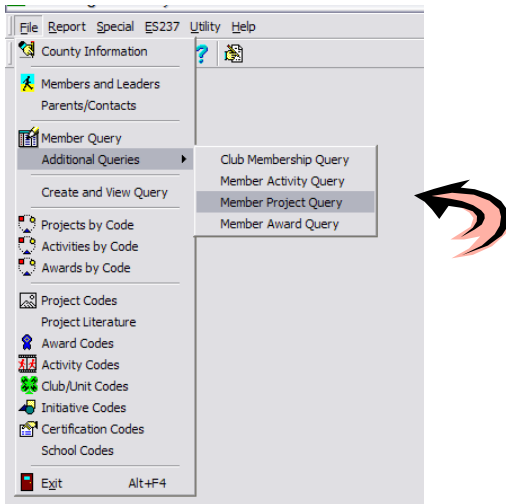 File Report Special ES237 Utility Help
County Information
Members and Leaders
Parents/Contacts
Member Query
Additional Queries
Club Membership Query
Member Activity Query
Create and View Query
Member Project Query
Projects by Code
Member Award Query
Activities by Code
Awards by Code
Project Codes
Project Literature
Award Codes
Activity Codes
Club/Unit Codes
Initiative Codes
Certification Codes
School Codes
Exit Alt+F4